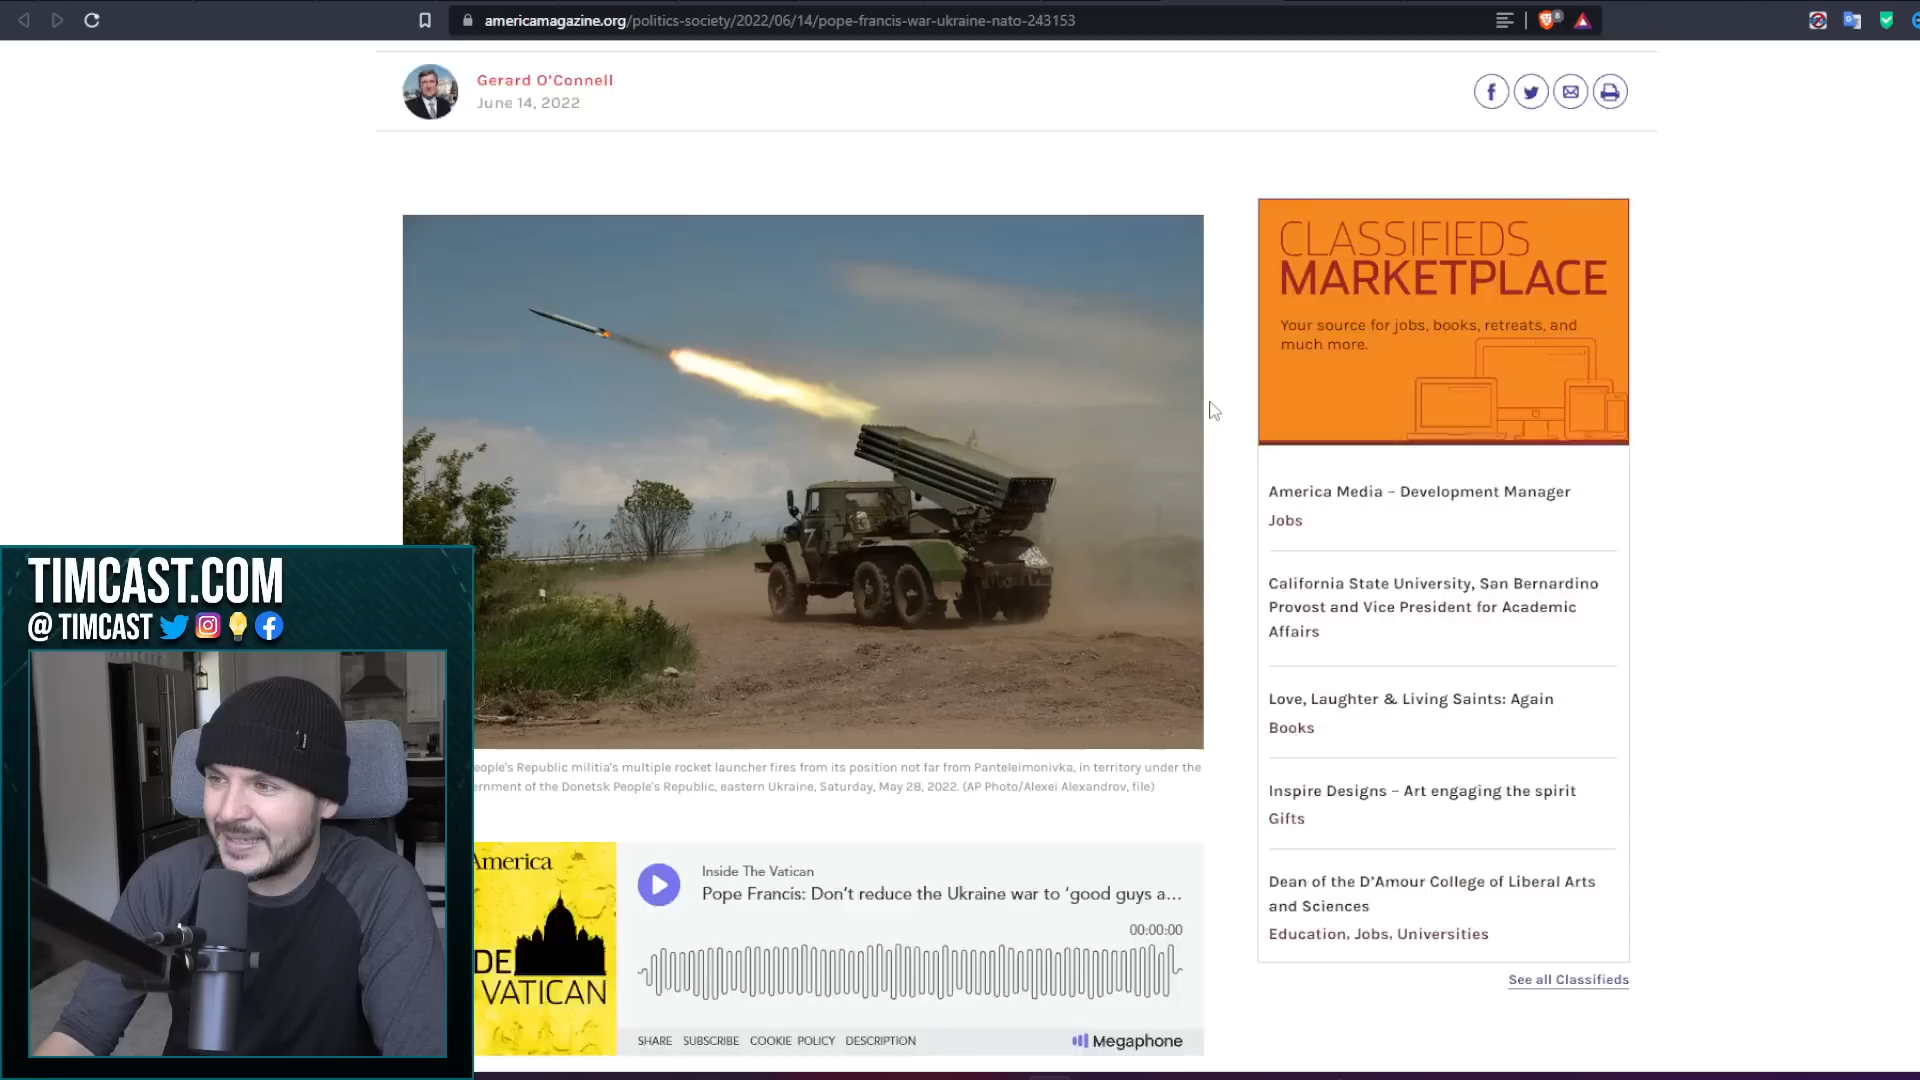 americamagazine.org/politics-society/2022/06/14/pope-francis-war-ukraine-nato-243153
8
Gerard O'Connell
June 14, 2022
CLASSIFIEDS
MARKETPLACE
Your source for jobs, books, retreats, and
much more.
America Media – Development Manager
Jobs
California State University, San Bernardino
Provost and Vice President for Academic
Affairs
Love, Laughter & Living Saints: Again
Books
Inspire Designs – Art engaging the spirit
Gifts
Dean of the D'Amour College of Liberal Arts
and Sciences
Education, Jobs, Universities
See all Classifieds
Z
TIMCAST.COM
@ TIMCAST
eople's Republic militia's multiple rocket launcher fires from its position not far from Panteleimonivka, in territory under the
ernment of the Donetsk People's Republic, eastern Ukraine, Saturday, May 28, 2022. (AP Photo/Alexei Alexandrov, file)
America
DE
VATICAN
Inside The Vatican
Pope Francis: Don't reduce the Ukraine war to 'good guys a...
00:00:00
SHARE SUBSCRIBE COOKIE POLICY DESCRIPTION
Megaphone